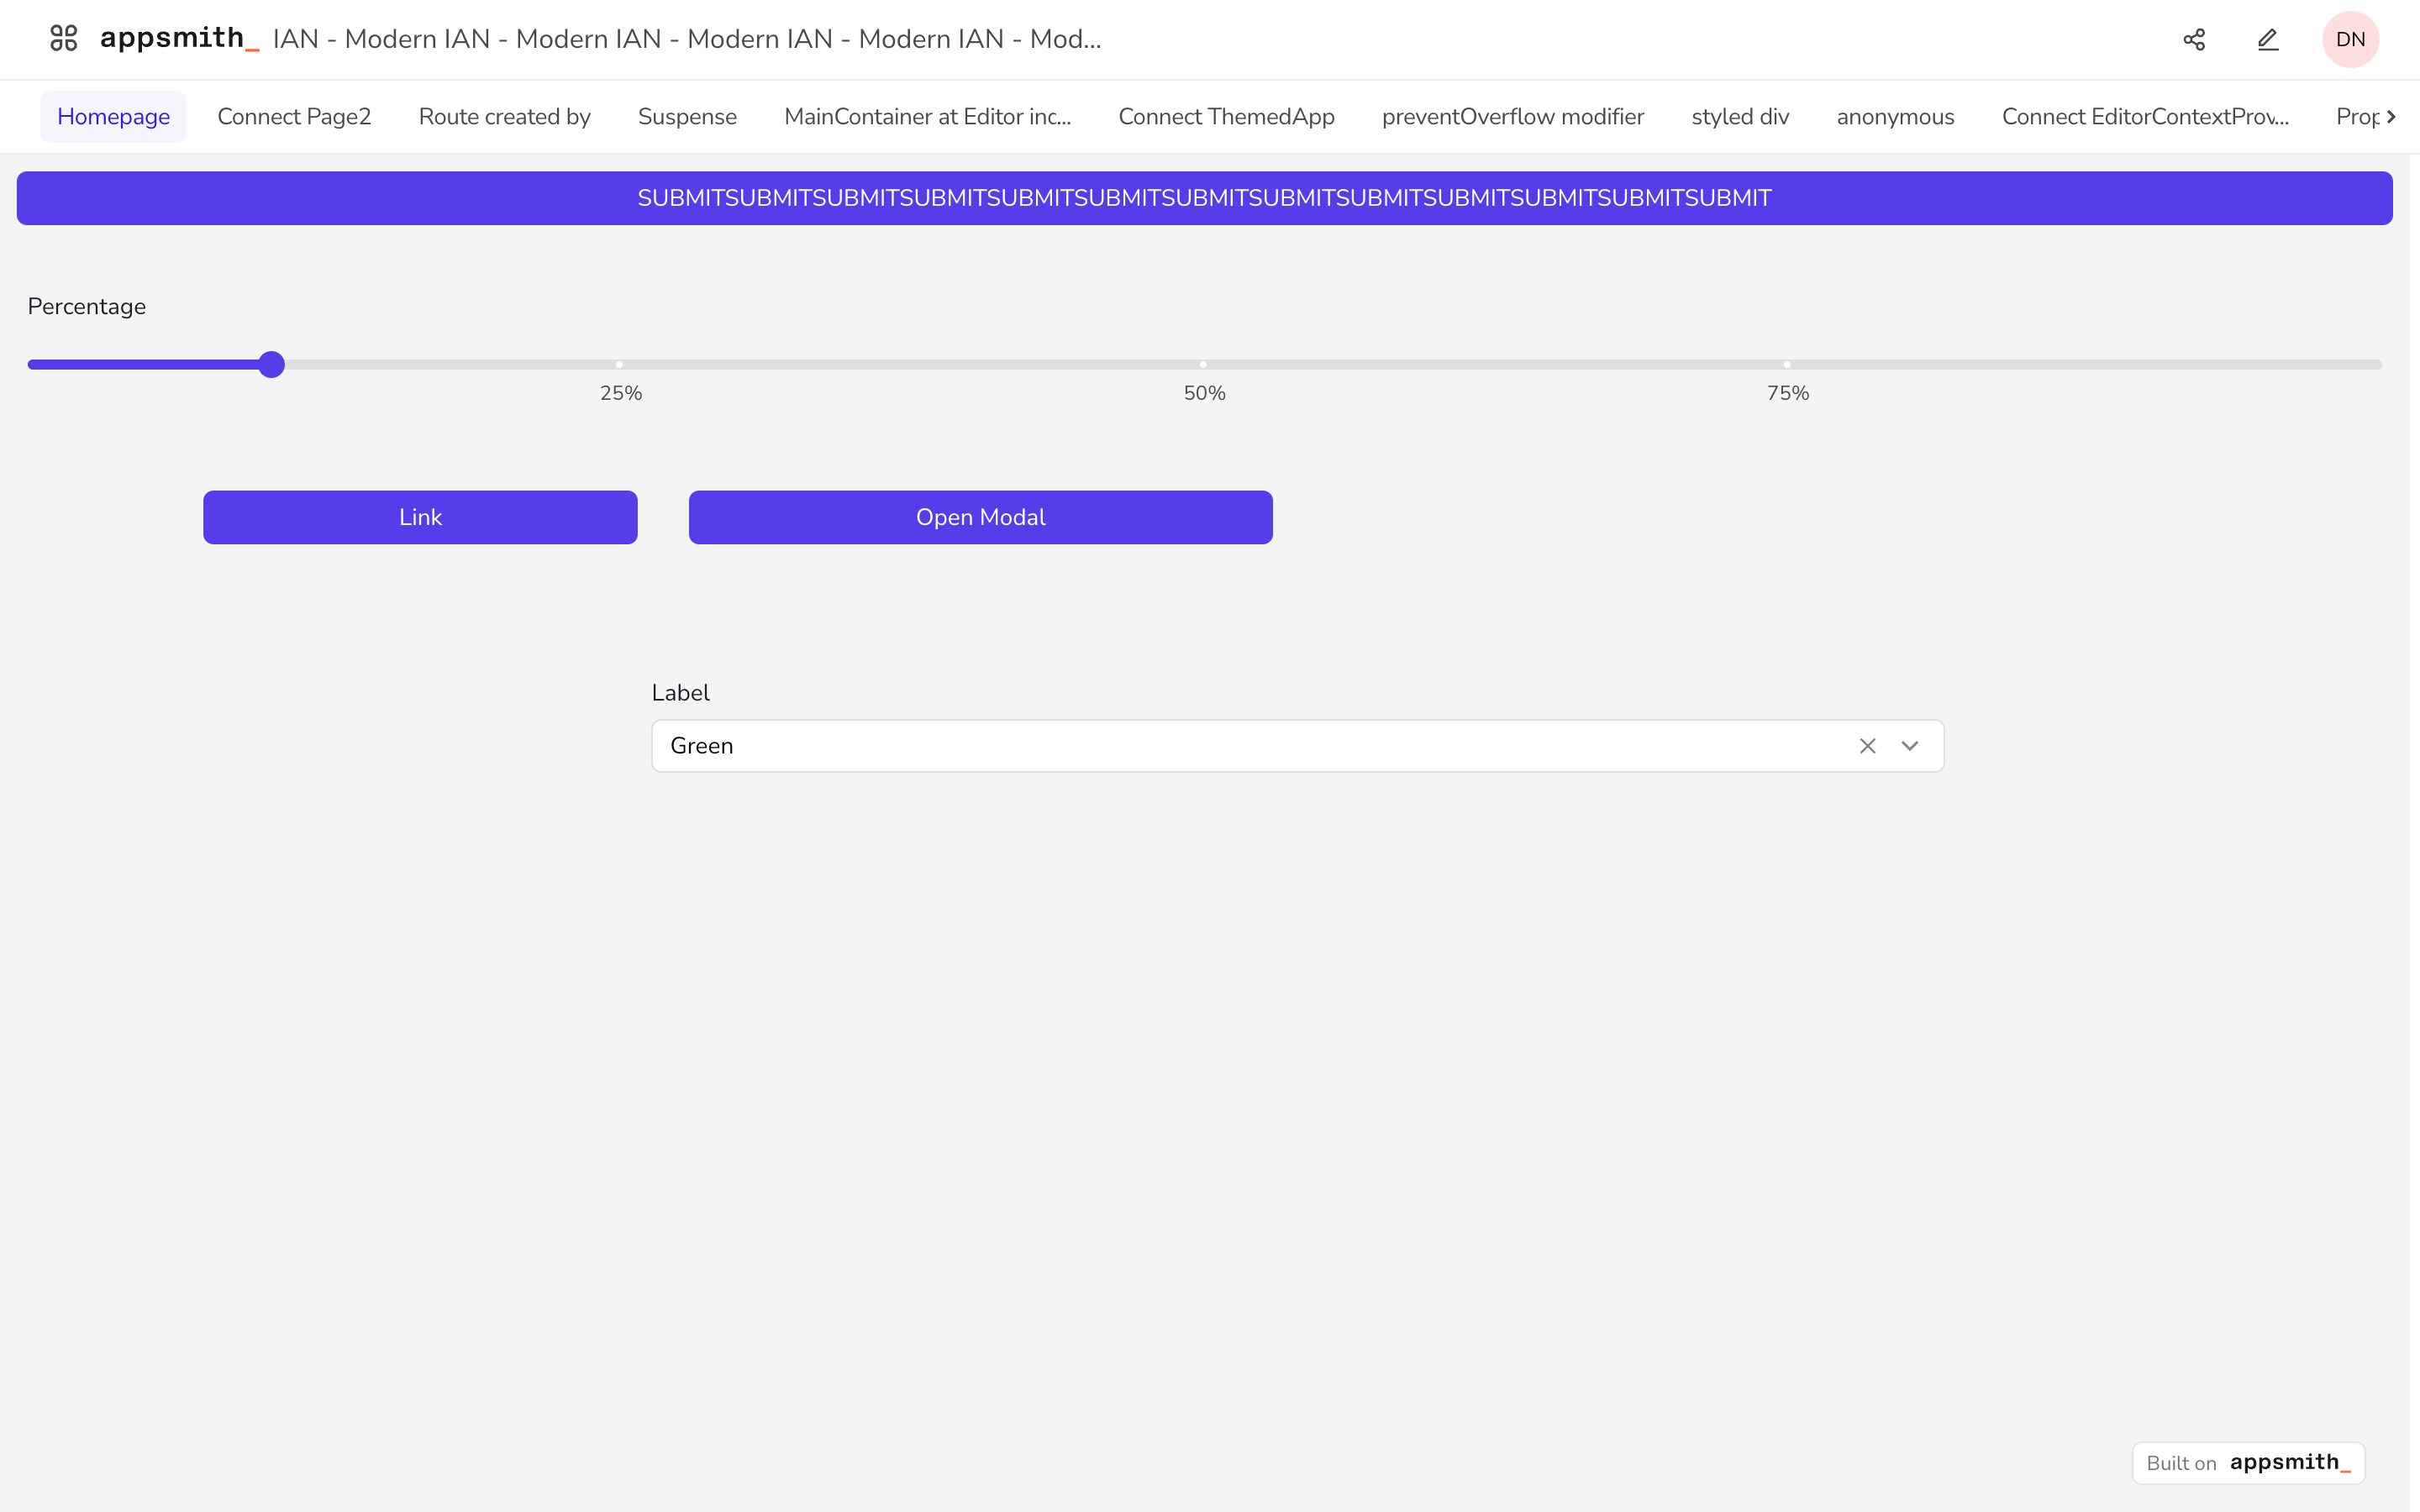 appsmith_ IAN - Modern IAN - Modern IAN - Modern IAN - Modern IAN - Mod...
DN
Homepage Connect Page2 Route created by Suspense MainContainer at Editor inc... Connect ThemedApp preventOverflow modifier styled div anonymous Connect EditorContextProv... Prop
SUBMITSUBMITSUBMITSUBMITSUBMITSUBMITSUBMITSUBMITSUBMITSUBMITSUBMITSUBMITSUBMIT
Percentage
25% 50% 75%
Link Open Modal
Label
Green
Built on appsmith_